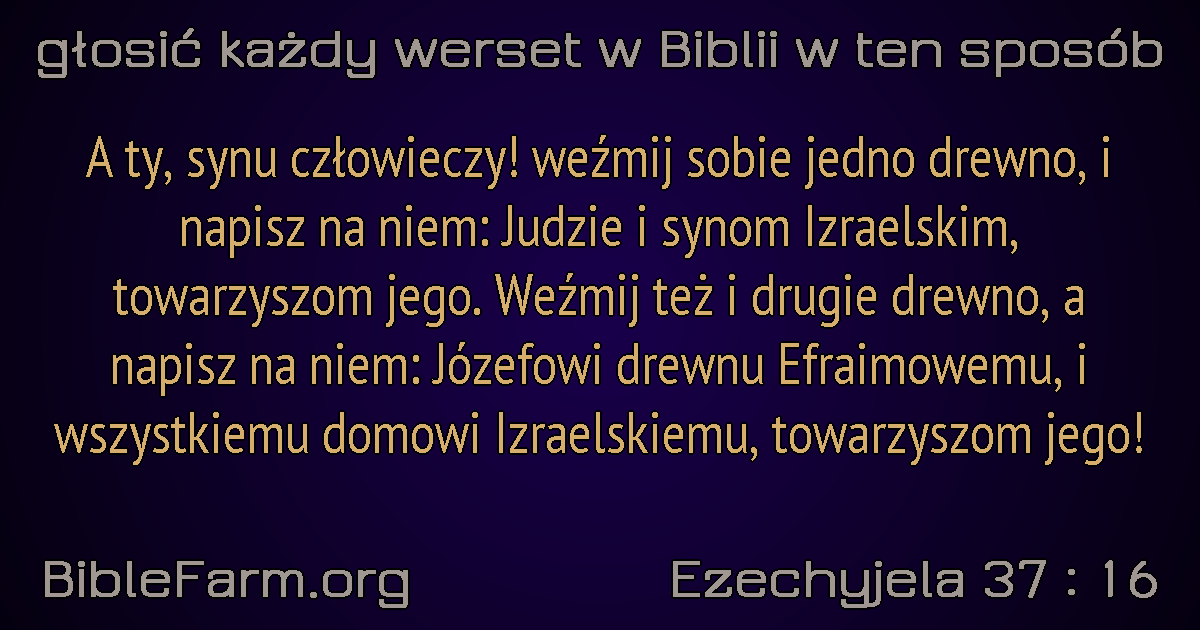 głosić każdy werset w Biblii w ten sposób
A ty, synu człowieczy! weźmij sobie jedno drewno, i
napisz na niem: Judzie i synom Izraelskim,
towarzyszom jego. Weźmij też i drugie drewno, a
napisz na niem: Józefowi drewnu Efraimowemu, i
wszystkiemu domowi Izraelskiemu, towarzyszom jego!
BibleFarm.org
Ezechyjela 37 : 16